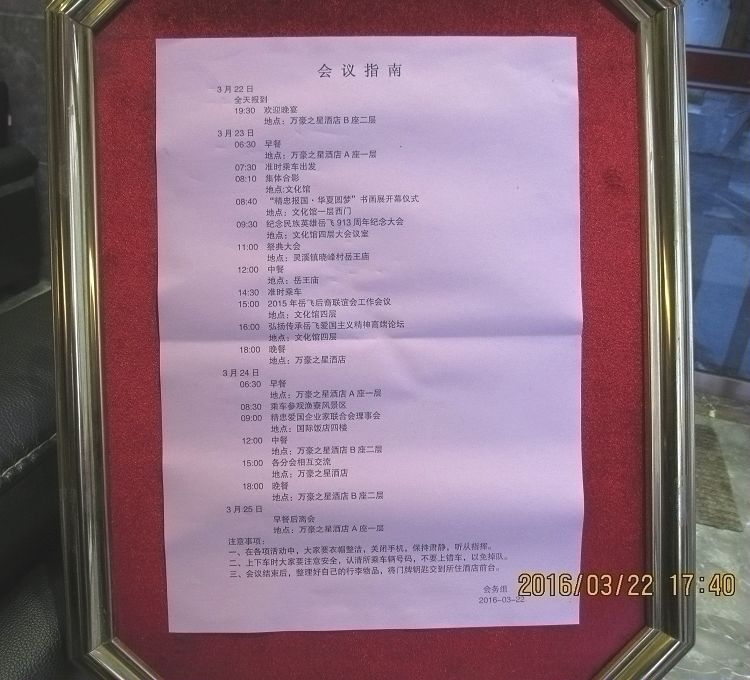 会议指南
3月22日
全天报到
19:30 欢迎晚宴
地点：万豪之星酒店B座二层
3月23日
06:30 早餐
地点：万豪之星酒店A座一层
07:30 准时乘车出发
08:10 集体合影
地点:文化馆
08:40 “精忠报国·华夏圆梦”书画展开幕仪式
地点：文化馆一层西门
09:30 纪念民族英雄岳飞913周年纪念大会
地点：文化馆四层大会议室
11:00 祭典大会
地点：灵溪镇晓峰村岳王庙
12:00 中餐
地点：岳王庙
14:30 准时乘车
15:00 2015年岳飞后裔联谊会工作会议
地点：文化馆四层
16:00 弘扬传承岳飞爱国主义精神高端论坛
地点：文化馆四层
18:00 晚餐
地点：万豪之星酒店
3月24日
06:30 早餐
地点：万豪之星酒店A座一层
08:30 乘车参观渔寮风景区
09:00 精忠爱国企业家联合会理事会
地点：国际饭店四楼
12:00 中餐
地点：万豪之星酒店B座二层
15:00 各分会相互交流
地点：万豪之星酒店
18:00 晚餐
地点：万豪之星酒店B座二层
3月25日
早餐后离会
地点：万豪之星酒店A座一层
注意事项：
一、在各项活动中，大家要衣帽整洁，关闭手机，保持肃静，听从指挥。
二、上下车时大家要注意安全，认清所乘车辆号码，不要上错车，以免掉队。
三、会议结束后，整理好自己的行李物品，将门牌钥匙交到所住酒店前台。
会务组
2016-03-22
2016/03/22 17:40